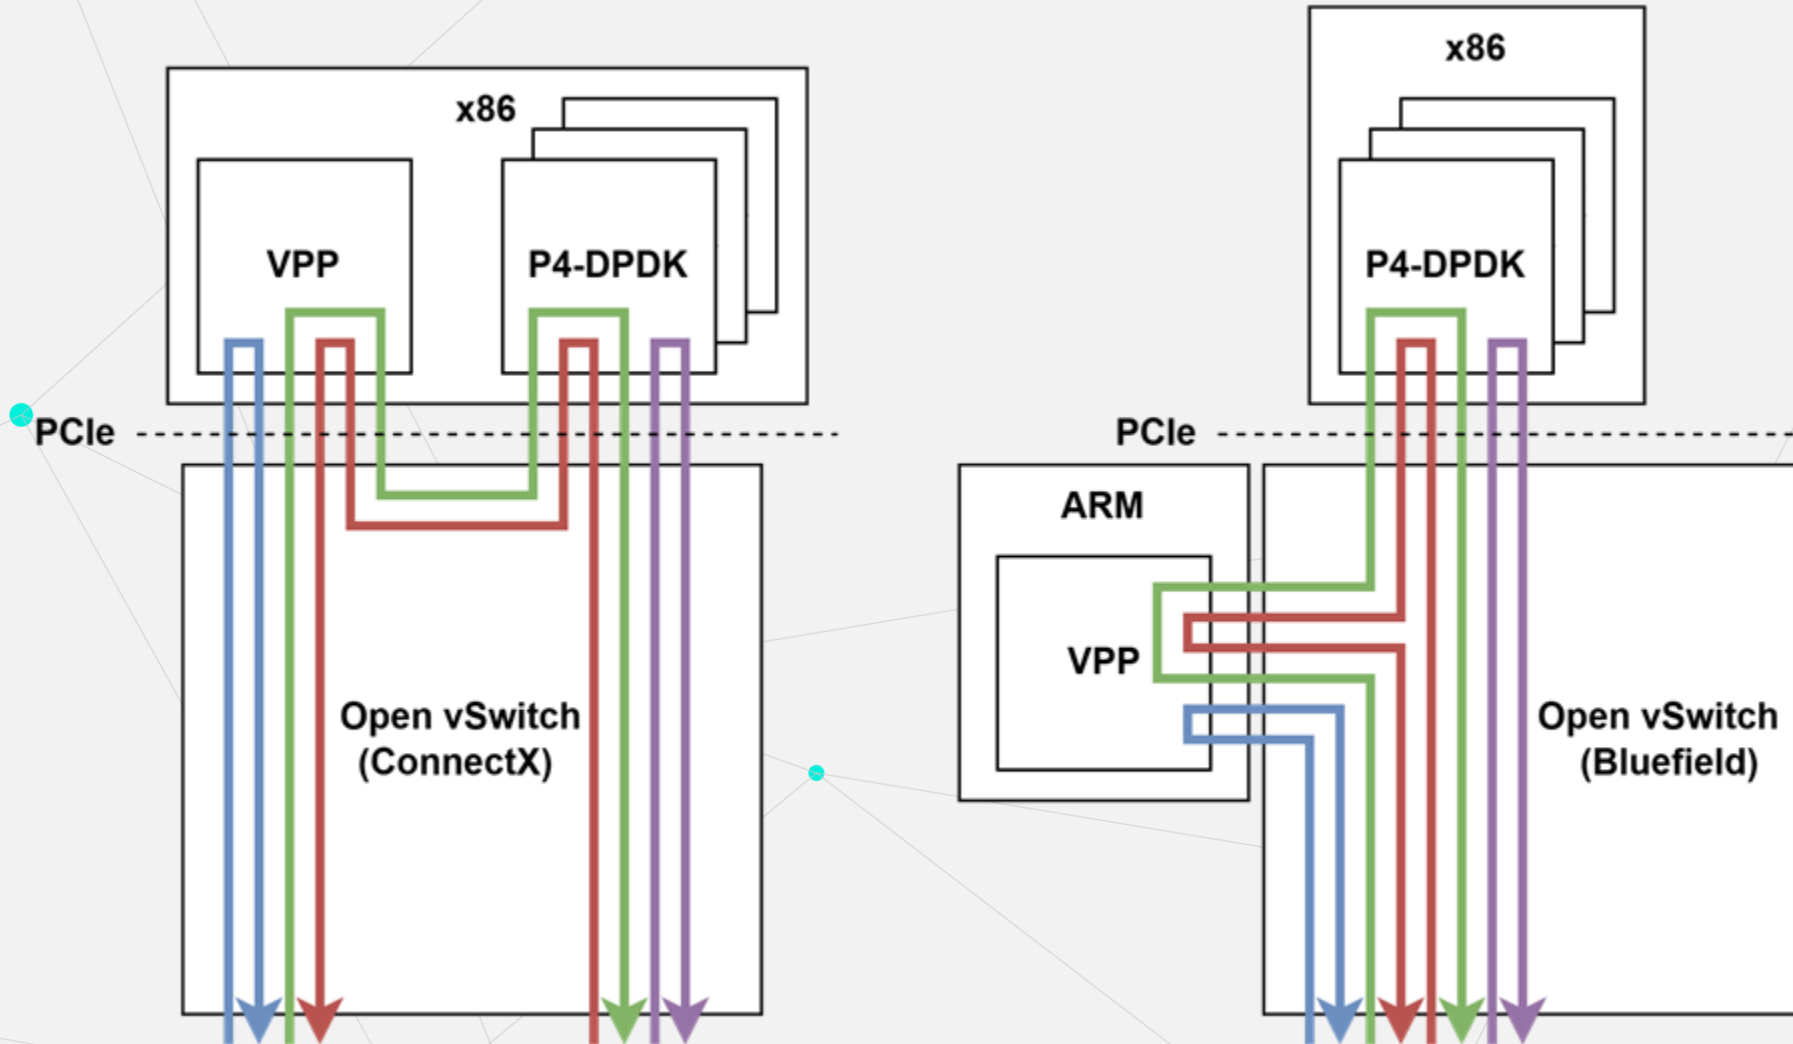 x86
VPP
P4-DPDK
PCIe
Open vSwitch
(ConnectX)
x86
P4-DPDK
PCIe
ARM
VPP
Open vSwitch
(Bluefield)